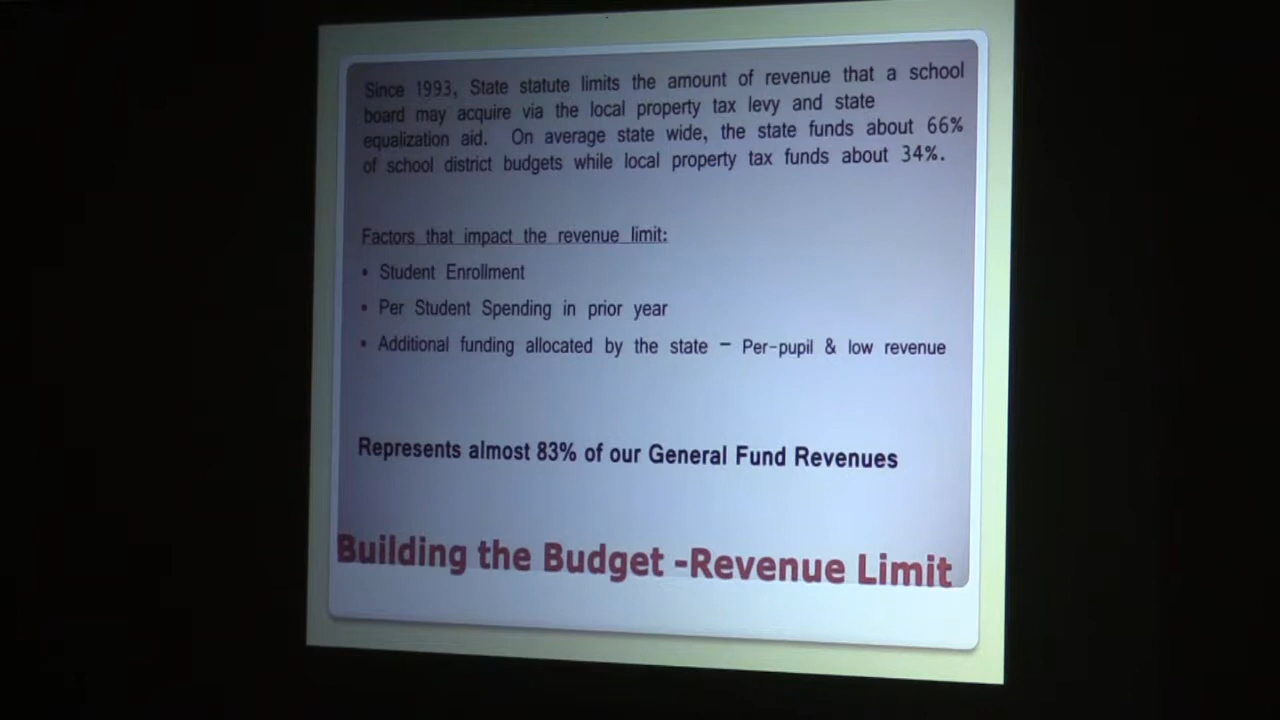 Since 1993, State statute limits the amount of revenue that a school
board may acquire via the local property tax levy and state
equalization aid. On average state wide, the state funds about 66%
of school district budgets while local property tax funds about 34%.
Factors that impact the revenue limit:
• Student Enrollment
• Per Student Spending in prior year
• Additional funding allocated by the state – Per-pupil & low revenue
Represents almost 83% of our General Fund Revenues
Building the Budget -Revenue Limit